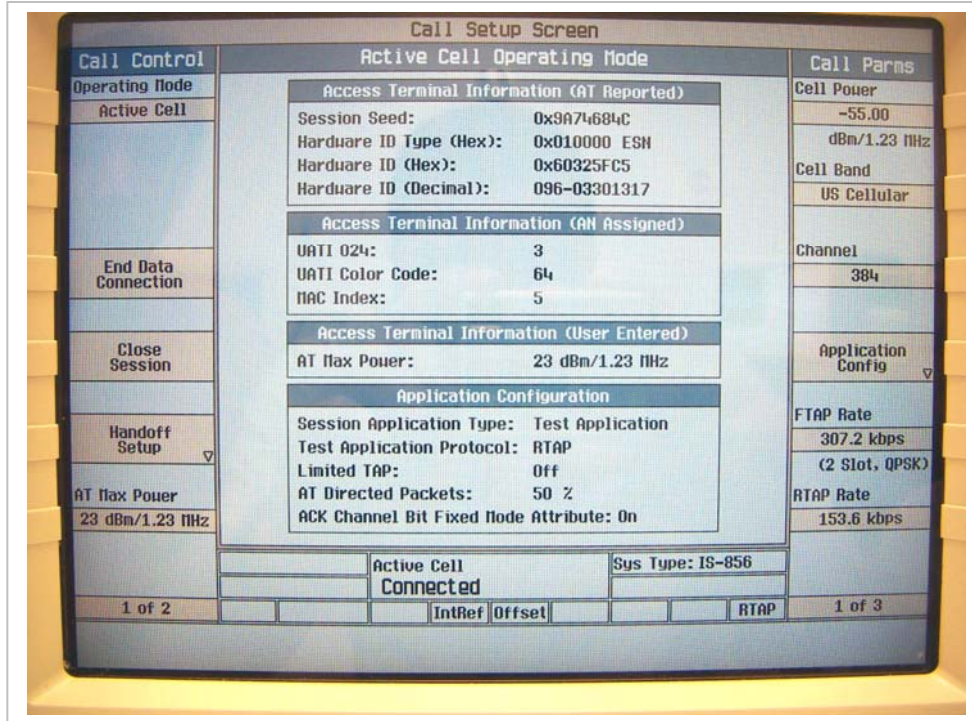 Call Setup Screen
Call Control
Operating Mode
Active Cell
End Data
Connection
Close
Session
Handoff
Setup
AT Max Power
23 dBm/1.23 MHz
1 of 2
Active Cell Operating Mode
Access Terminal Information (AT Reported)
Session Seed: 0x9A74684C
Hardware ID Type (Hex): 0x010000 ESN
Hardware ID (Hex): 0x60325FC5
Hardware ID (Decimal): 096-03301317
Access Terminal Information (AN Assigned)
UATI 024: 3
UATI Color Code: 64
MAC Index: 5
Access Terminal Information (User Entered)
AT Max Power: 23 dBm/1.23 MHz
Application Configuration
Session Application Type: Test Application
Test Application Protocol: RTAP
Limited TAP: Off
AT Directed Packets: 50 %
ACK Channel Bit Fixed Mode Attribute: On
Active Cell
Sys Type: IS-856
Connected
IntRef Offset RTAP
Call Parms
Cell Power
-55.00
dBm/1.23 MHz
Cell Band
US Cellular
Channel
384
Application
Config
FTAP Rate
307.2 kbps
(2 Slot, QPSK)
RTAP Rate
153.6 kbps
1 of 3